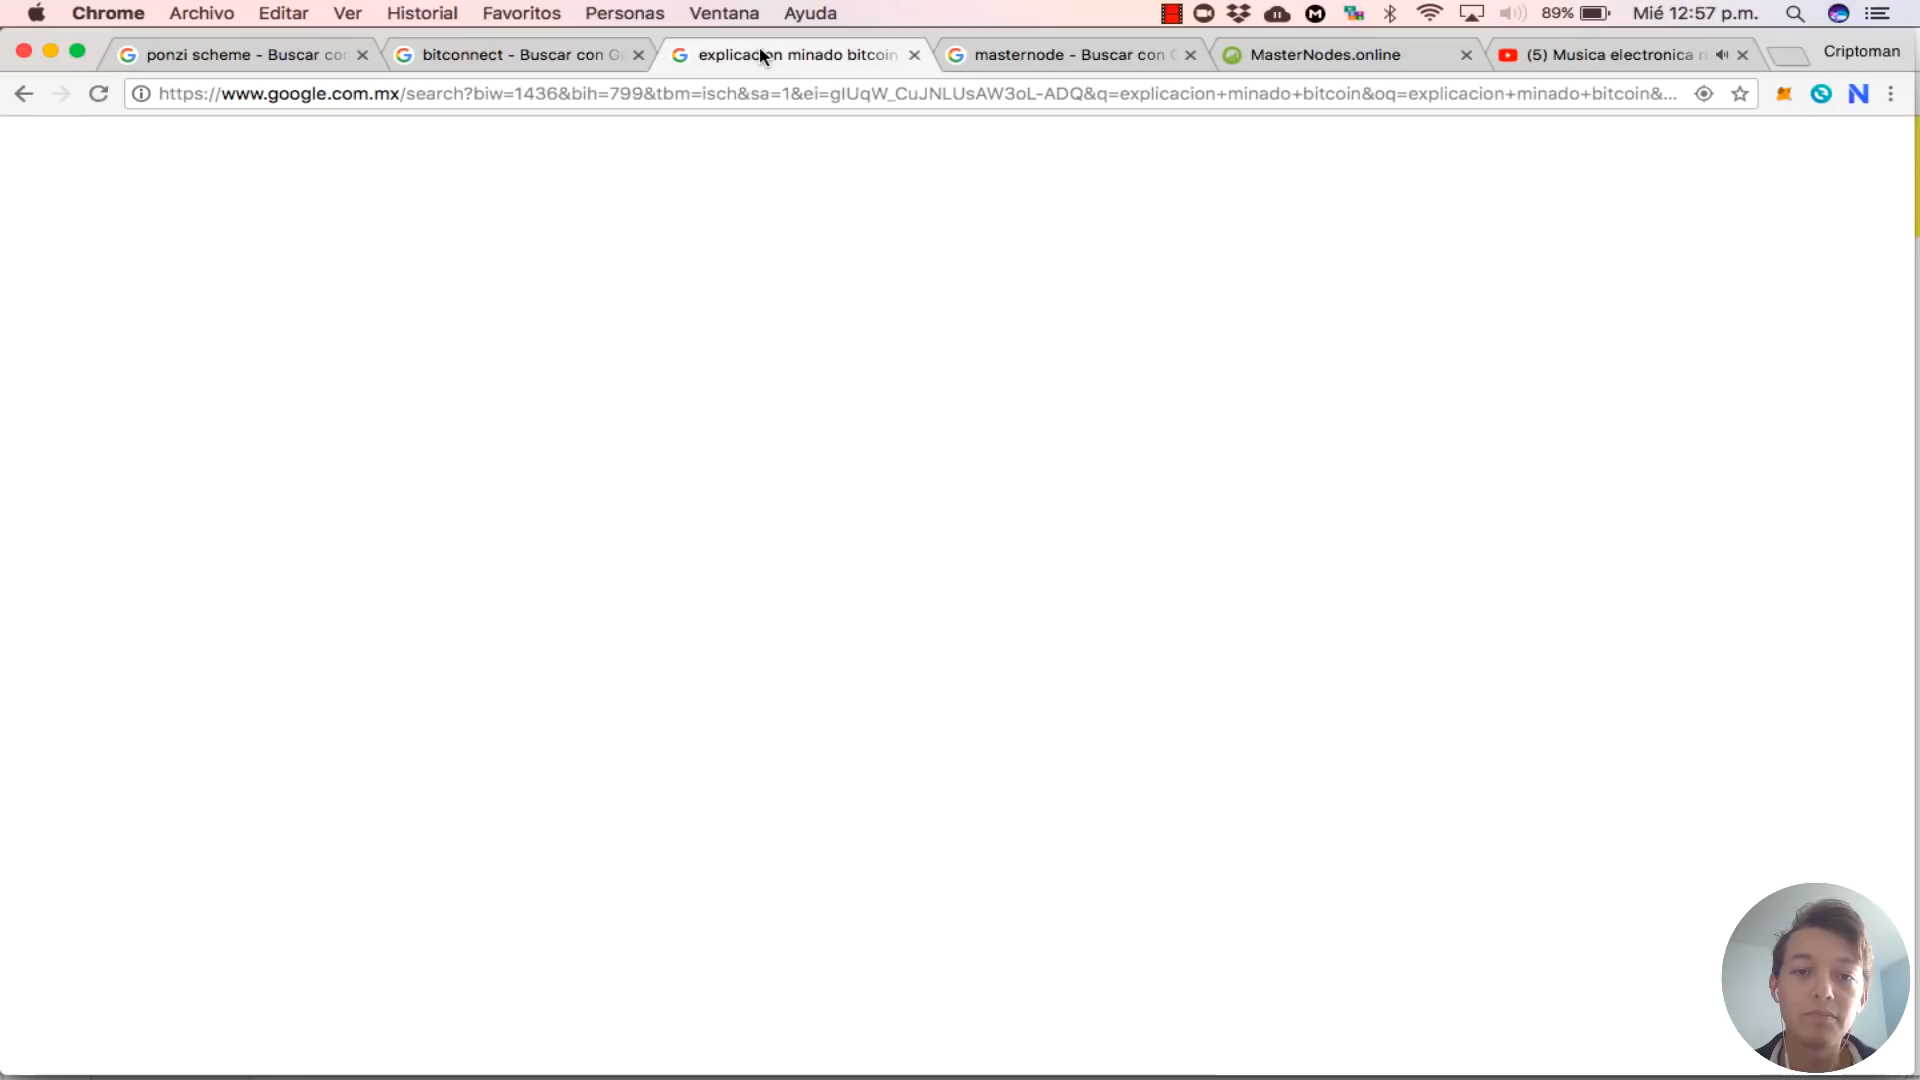 Chrome Archivo Editar Ver Historial Favoritos Personas Ventana Ayuda 89% Mié 12:57 p.m.
ponzi scheme - Buscar con bitconnect - Buscar con G explicacion minado bitcoin masternode - Buscar con MasterNodes.online (5) Musica electronica Criptoman
https://www.google.com.mx/search?biw=1436&bih=799&tbm=isch&sa=1&ei=gIUqW_CuJNLUsAW3oL-ADQ&q=explicacion+minado+bitcoin&oq=explicacion+minado+bitcoin&...